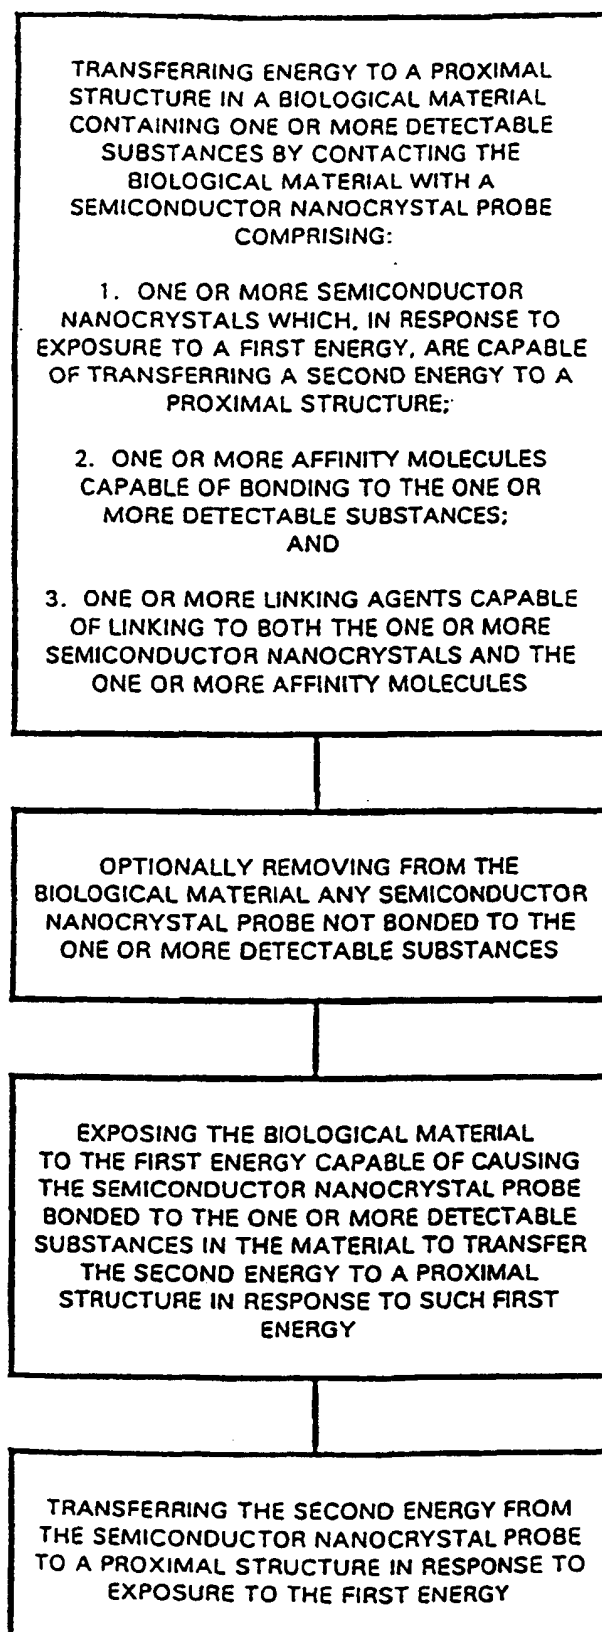 TRANSFERRING ENERGY TO A PROXIMAL
STRUCTURE IN A BIOLOGICAL MATERIAL
CONTAINING ONE OR MORE DETECTABLE
SUBSTANCES BY CONTACTING THE
BIOLOGICAL MATERIAL WITH A
SEMICONDUCTOR NANOCRYSTAL PROBE
COMPRISING:
1. ONE OR MORE SEMICONDUCTOR
NANOCRYSTALS WHICH, IN RESPONSE TO
EXPOSURE TO A FIRST ENERGY, ARE CAPABLE
OF TRANSFERRING A SECOND ENERGY TO A
PROXIMAL STRUCTURE;
2. ONE OR MORE AFFINITY MOLECULES
CAPABLE OF BONDING TO THE ONE OR
MORE DETECTABLE SUBSTANCES;
AND
3. ONE OR MORE LINKING AGENTS CAPABLE
OF LINKING TO BOTH THE ONE OR MORE
SEMICONDUCTOR NANOCRYSTALS AND THE
ONE OR MORE AFFINITY MOLECULES
OPTIONALLY REMOVING FROM THE
BIOLOGICAL MATERIAL ANY SEMICONDUCTOR
NANOCRYSTAL PROBE NOT BONDED TO THE
ONE OR MORE DETECTABLE SUBSTANCES
EXPOSING THE BIOLOGICAL MATERIAL
TO THE FIRST ENERGY CAPABLE OF CAUSING
THE SEMICONDUCTOR NANOCRYSTAL PROBE
BONDED TO THE ONE OR MORE DETECTABLE
SUBSTANCES IN THE MATERIAL TO TRANSFER
THE SECOND ENERGY TO A PROXIMAL
STRUCTURE IN RESPONSE TO SUCH FIRST
ENERGY
TRANSFERRING THE SECOND ENERGY FROM
THE SEMICONDUCTOR NANOCRYSTAL PROBE
TO A PROXIMAL STRUCTURE IN RESPONSE TO
EXPOSURE TO THE FIRST ENERGY